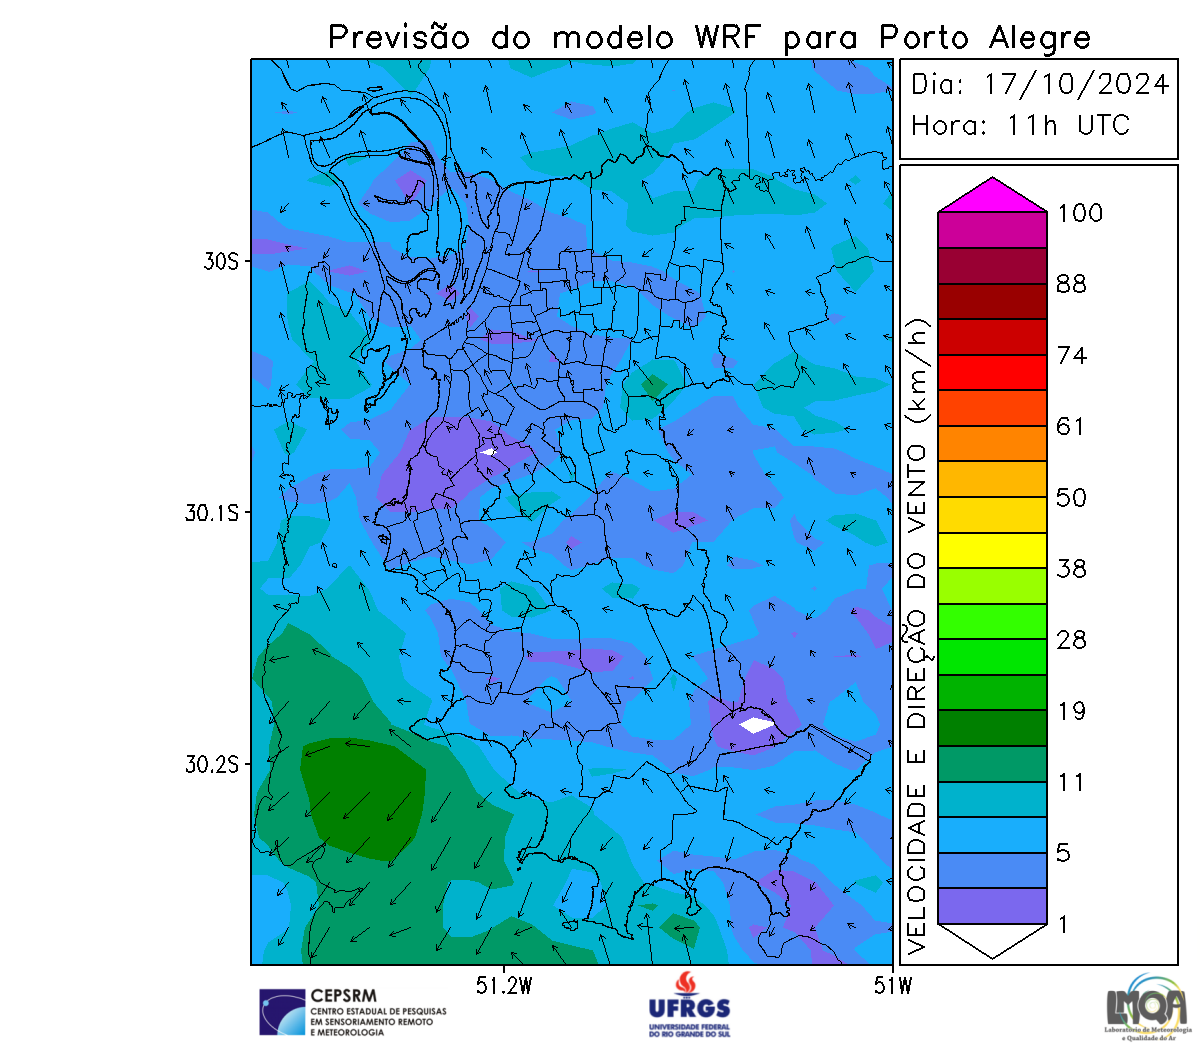 Previsão do modelo WRF para Porto Alegre
Dia: 17/10/2024
Hora: 11h UTC
30S
30.1S
30.2S
51.2W
51W
VELOCIDADE E DIREÇÃO DO VENTO (km/h)
100
88
74
61
50
38
28
19
11
5
1
CEPSRM
CENTRO ESTADUAL DE PESQUISAS
EM SENSORIAMENTO REMOTO
E METEOROLOGIA
UFRGS
UNIVERSIDADE FEDERAL
DO RIO GRANDE DO SUL
LMQA
Laboratório de Meteorologia
e Qualidade do Ar